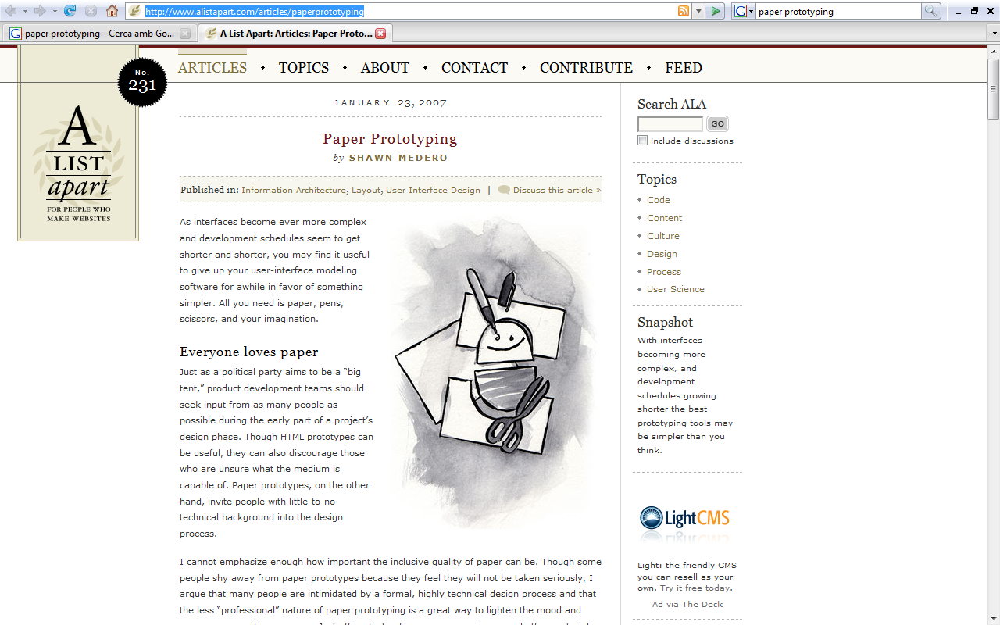 http://www.alistapart.com/articles/paperprototyping
paper prototyping
paper prototyping - Cerca amb Go...
A List Apart: Articles: Paper Proto...
ARTICLES • TOPICS • ABOUT • CONTACT • CONTRIBUTE • FEED
No.
231
A
LIST
apart
FOR PEOPLE WHO
MAKE WEBSITES
JANUARY 23, 2007
Paper Prototyping
by SHAWN MEDERO
Published in: Information Architecture, Layout, User Interface Design | Discuss this article »
As interfaces become ever more complex
and development schedules seem to get
shorter and shorter, you may find it useful
to give up your user-interface modeling
software for awhile in favor of something
simpler. All you need is paper, pens,
scissors, and your imagination.
Everyone loves paper
Just as a political party aims to be a “big
tent,” product development teams should
seek input from as many people as
possible during the early part of a project’s
design phase. Though HTML prototypes can
be useful, they can also discourage those
who are unsure what the medium is
capable of. Paper prototypes, on the other
hand, invite people with little-to-no
technical background into the design
process.
I cannot emphasize enough how important the inclusive quality of paper can be. Though some
people shy away from paper prototypes because they feel they will not be taken seriously, I
argue that many people are intimidated by a formal, highly technical design process and that
the less “professional” nature of paper prototyping is a great way to lighten the mood and
Search ALA
GO
include discussions
Topics
Code
Content
Culture
Design
Process
User Science
Snapshot
With interfaces
becoming more
complex, and
development
schedules growing
shorter the best
prototyping tools may
be simpler than you
think.
LightCMS
Light: the friendly CMS
you can resell as your
own. Try it free today.
Ad via The Deck